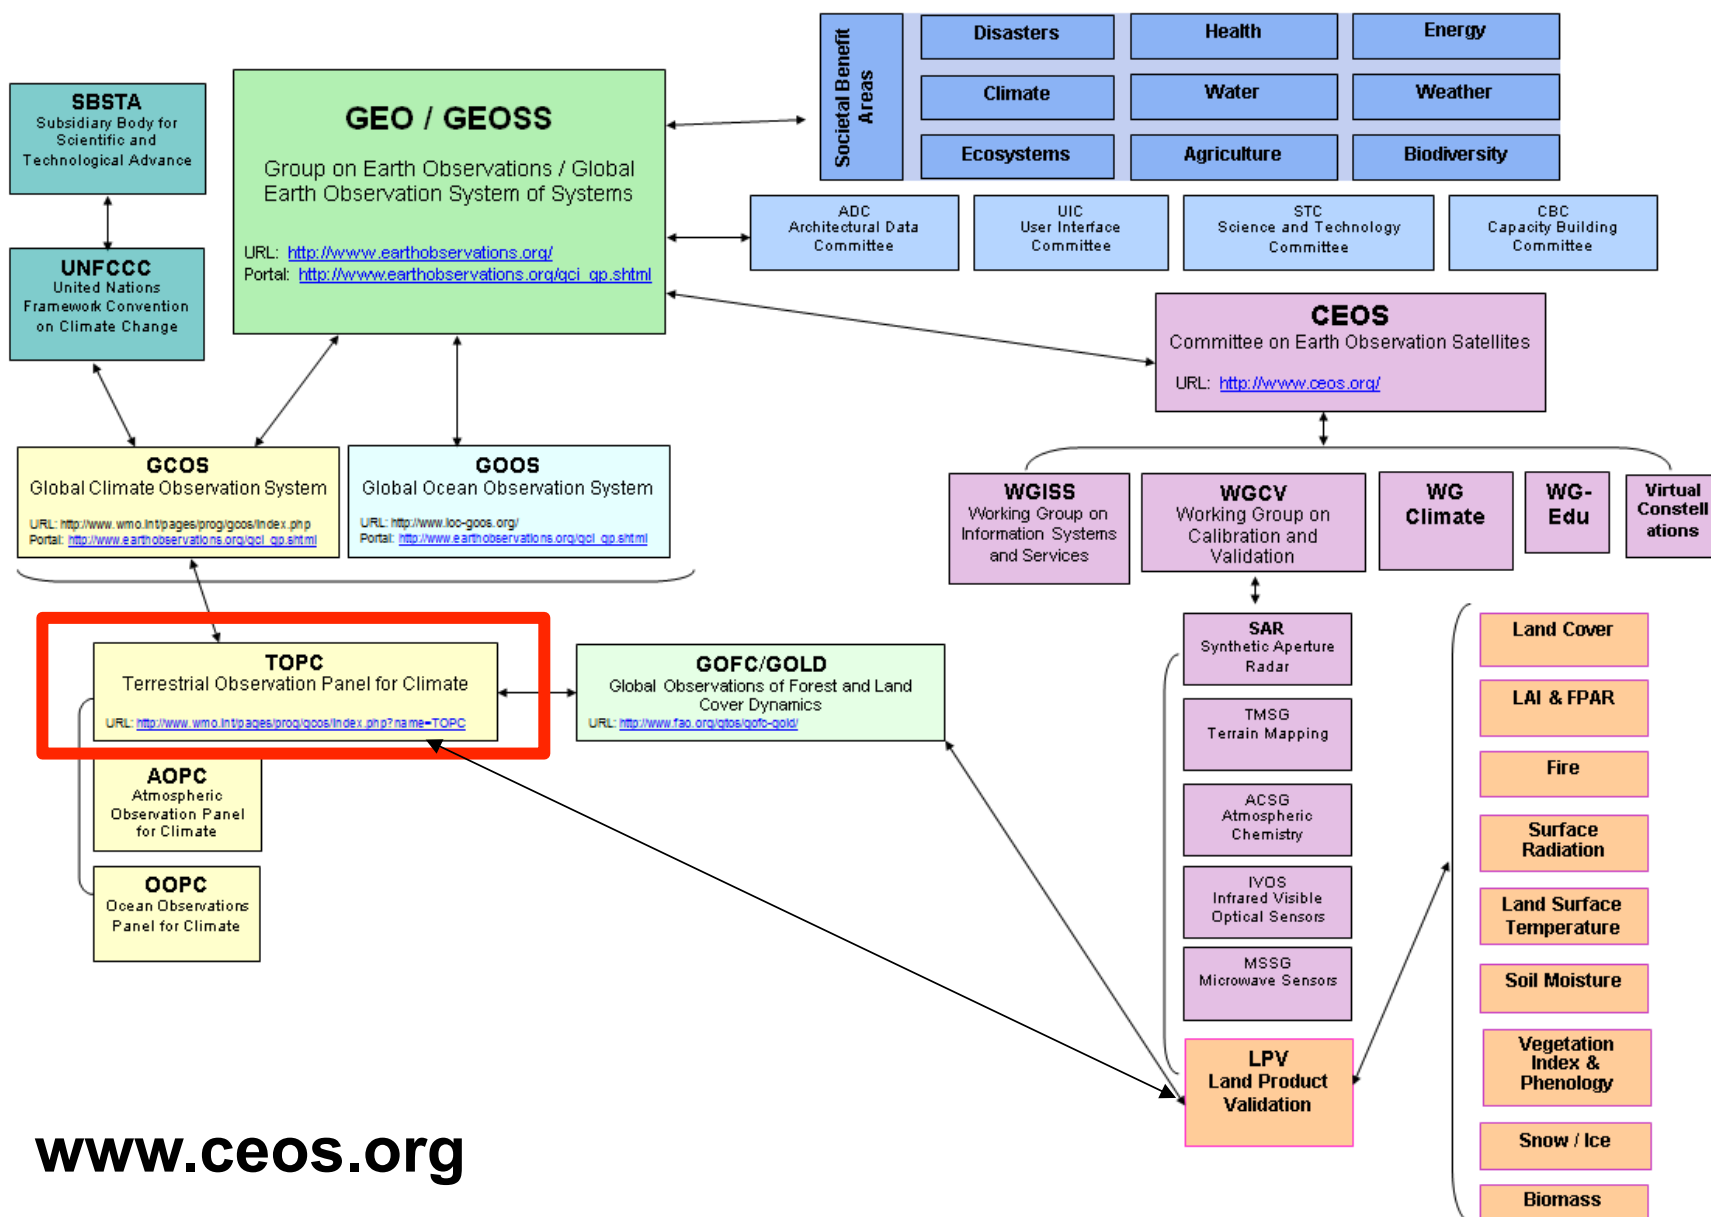 Societal Benefit
Areas
Disasters
Health
Energy
Climate
Water
Weather
Ecosystems
Agriculture
Biodiversity
SBSTA
Subsidiary Body for
Scientific and
Technological Advance
GEO / GEOSS
Group on Earth Observations / Global
Earth Observation System of Systems
URL: http://www.earthobservations.org/
Portal: http://www.earthobservations.org/gci_gp.shtml
ADC
Architectural Data
Committee
UIC
User Interface
Committee
STC
Science and Technology
Committee
CBC
Capacity Building
Committee
UNFCCC
United Nations
Framework Convention
on Climate Change
CEOS
Committee on Earth Observation Satellites
URL: http://www.ceos.org/
GCOS
Global Climate Observation System
URL: http://www.wmo.int/pages/prog/gcos/index.php
Portal: http://www.earthobservations.org/gci_gp.shtml
GOOS
Global Ocean Observation System
URL: http://www.ioc-goos.org/
Portal: http://www.earthobservations.org/gci_gp.shtml
WGISS
Working Group on
Information Systems
and Services
WGCV
Working Group on
Calibration and
Validation
WG
Climate
WG-
Edu
Virtual
Constell
ations
TOPC
Terrestrial Observation Panel for Climate
URL: http://www.wmo.int/pages/prog/gcos/index.php?name=TOPC
GOFC/GOLD
Global Observations of Forest and Land
Cover Dynamics
URL: http://www.fao.org/gtos/gofc-gold/
AOPC
Atmospheric
Observation Panel
for Climate
OOPC
Ocean Observations
Panel for Climate
SAR
Synthetic Aperture
Radar
TMSG
Terrain Mapping
ACSG
Atmospheric
Chemistry
IVOS
Infrared Visible
Optical Sensors
MSSG
Microwave Sensors
LPV
Land Product
Validation
Land Cover
LAI & FPAR
Fire
Surface
Radiation
Land Surface
Temperature
Soil Moisture
Vegetation
Index &
Phenology
Snow / Ice
Biomass
www.ceos.org